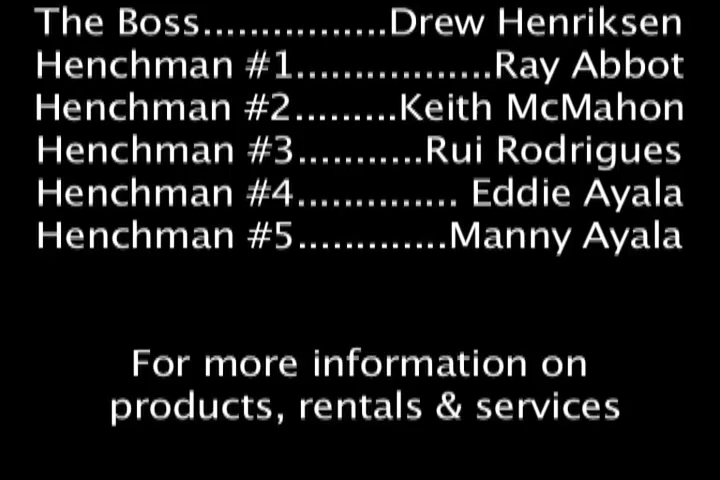 The Boss................Drew Henriksen
Henchman #1.................Ray Abbot
Henchman #2.........Keith McMahon
Henchman #3...........Rui Rodrigues
Henchman #4.............. Eddie Ayala
Henchman #5.............Manny Ayala
For more information on
products, rentals & services